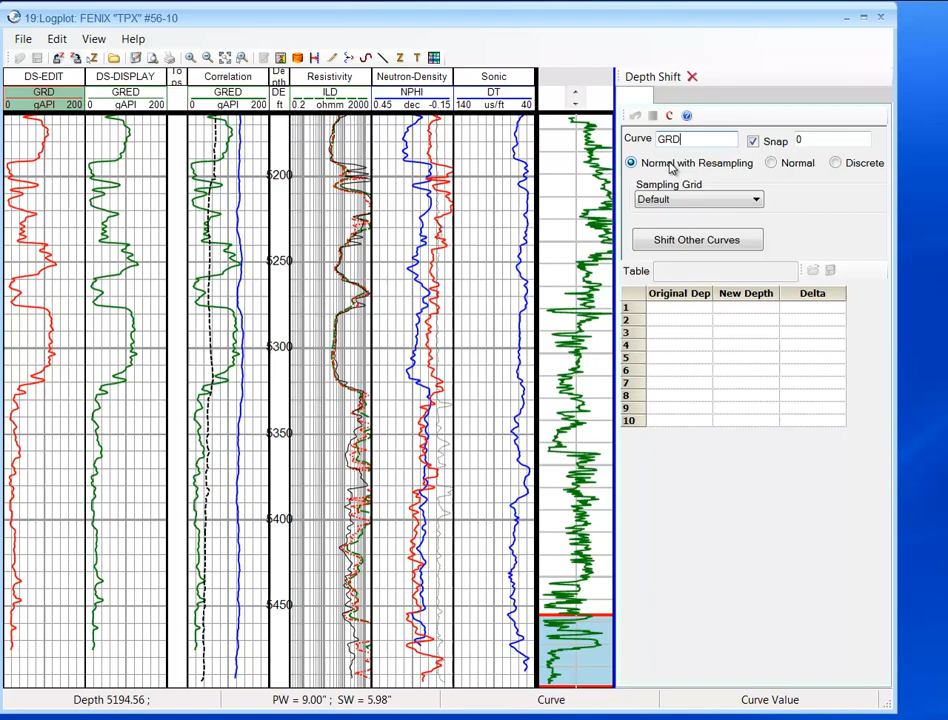 19:Logplot: FENIX "TPX" #56-10
File Edit View Help
DS-EDIT DS-DISPLAY To ps Correlation De pth Resistivity Neutron-Density Sonic
GRD GRED GRED DE ILD NPHI DT
0 gAPI 200 0 gAPI 200 0 gAPI 200 ft 0.2 ohmm 2000 0.45 dec -0.15 140 us/ft 40
5200
5250
5300
5350
5400
5450
Depth Shift
Curve GRD Snap 0
Normal with Resampling Normal Discrete
Sampling Grid
Default
Shift Other Curves
Table
Original Dep New Depth Delta
1
2
3
4
5
6
7
8
9
10
Depth 5194.56 ; PW = 9.00" ; SW = 5.98" Curve Curve Value